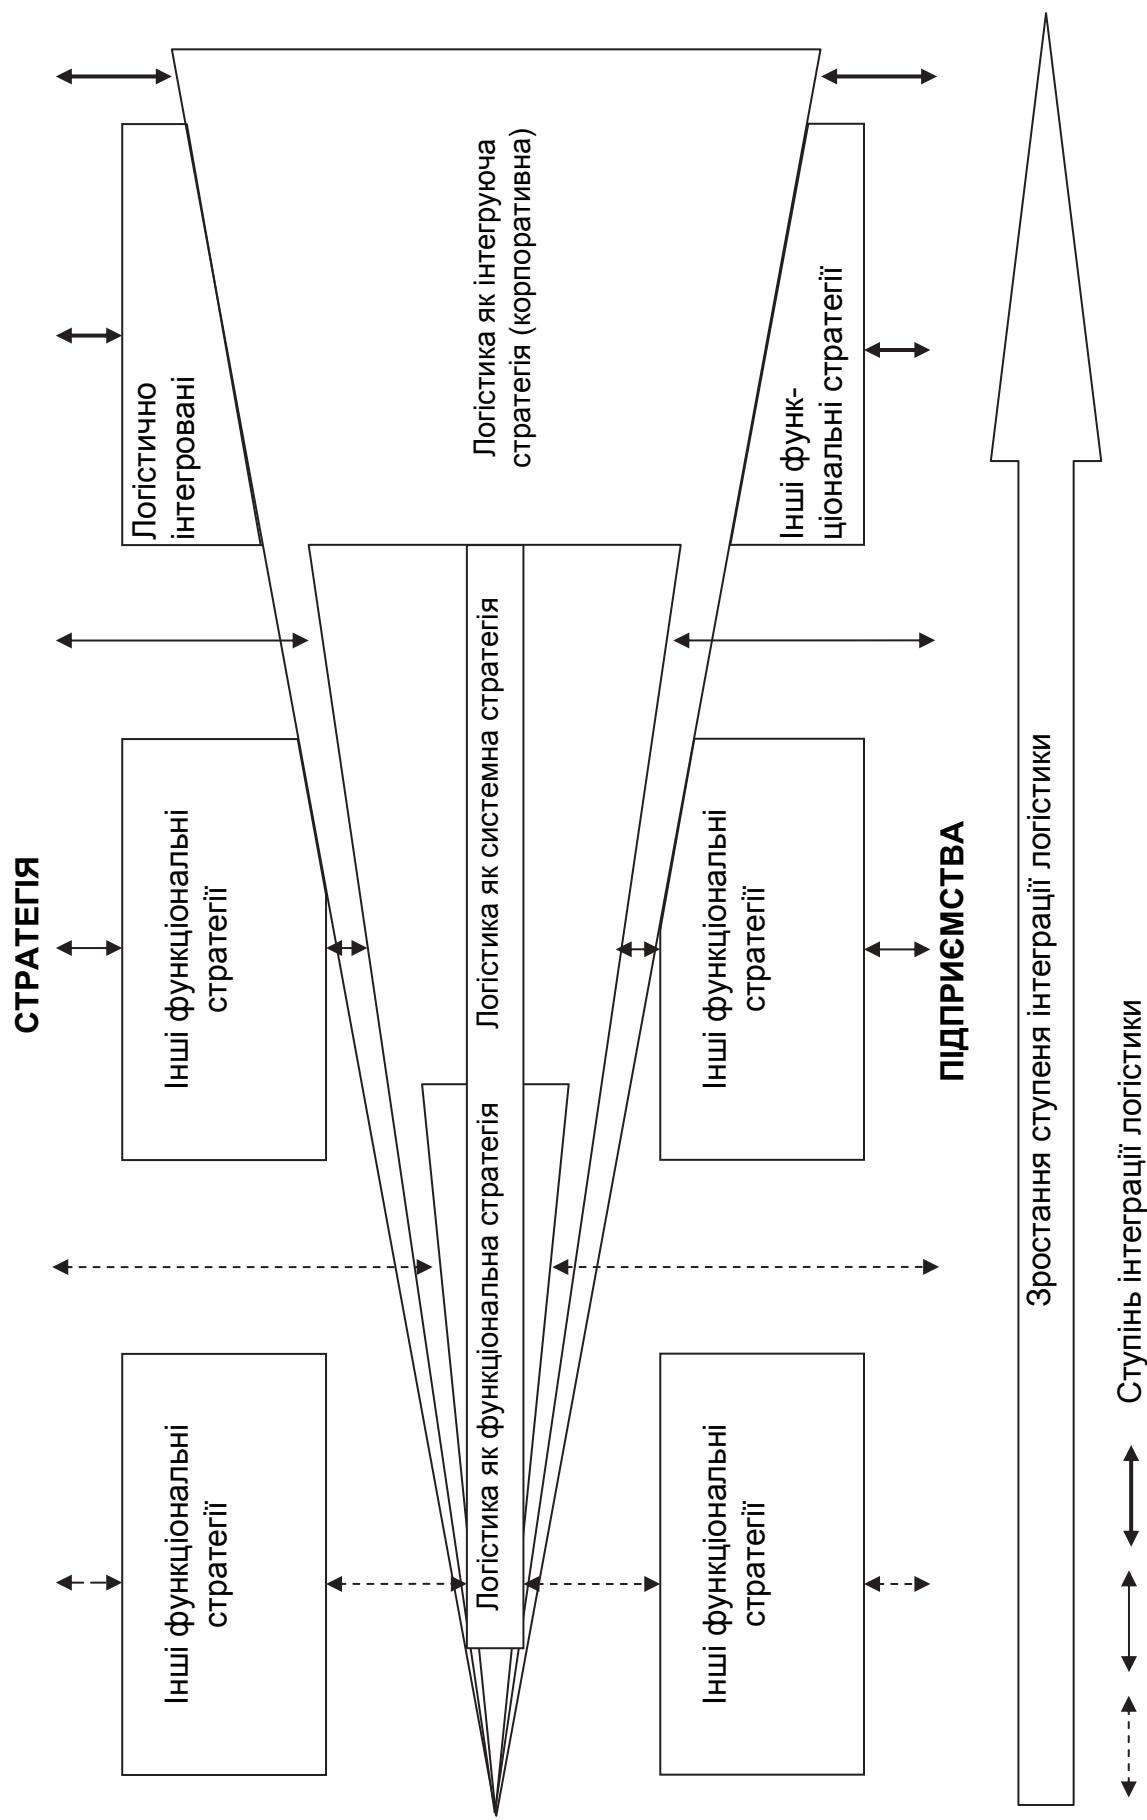 СТРАТЕГІЯ
Інші функціональні
стратегії
Інші функціональні
стратегії
Логістично
інтегровані
Логістика як функціональна стратегія
Логістика як системна стратегія
Логістика як інтегруюча
стратегія (корпоративна)
Інші функціональні
стратегії
Інші функціональні
стратегії
Інші функ-
ціональні стратегії
ПІДПРИЄМСТВА
Зростання ступеня інтеграції логістики
Ступінь інтеграції логістики